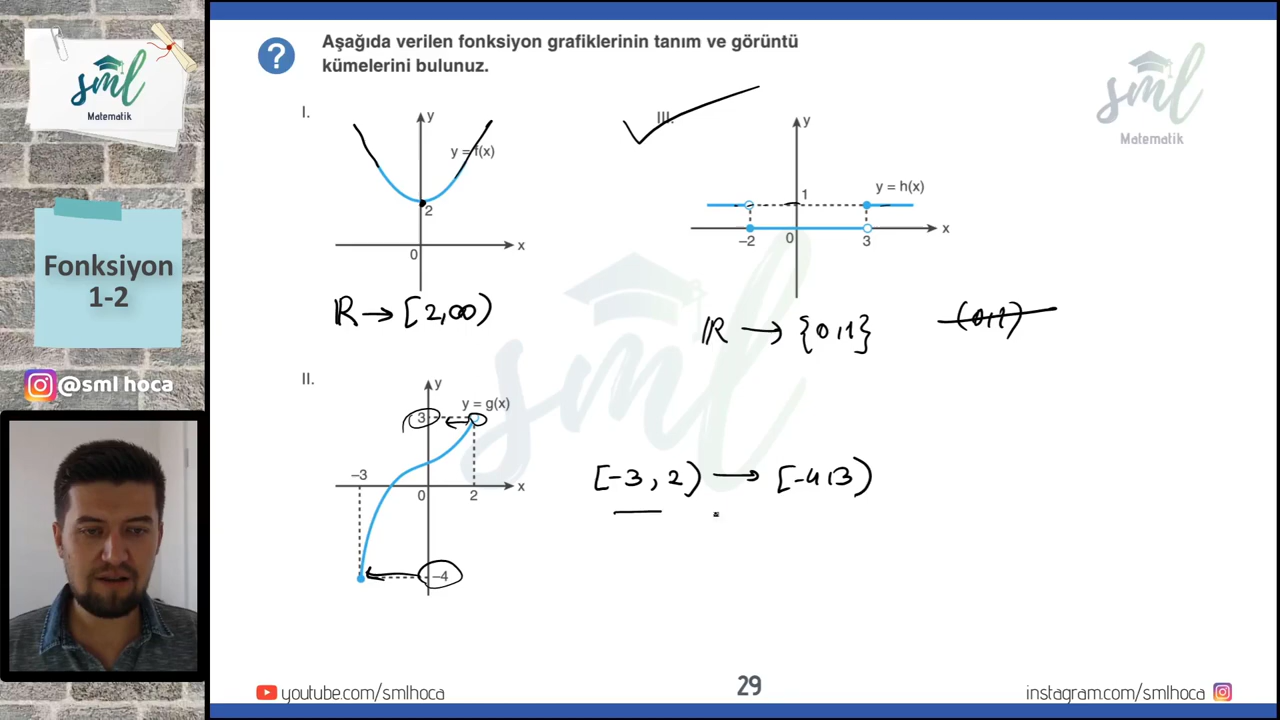 sml
Matematik
Fonksiyon
1-2
@sml hoca
Aşağıda verilen fonksiyon grafiklerinin tanım ve görüntü
kümelerini bulunuz.
sml
Matematik
I.
y
y = f(x)
2
0
x
ℝ → [2,∞)
III.
y
1
y = h(x)
-2
0
3
x
ℝ → {0,1}
(0,1)
II.
y
3
y = g(x)
-3
0
2
x
-4
[-3, 2) → [-4,3)
sml
youtube.com/smlhoca
29
instagram.com/smlhoca